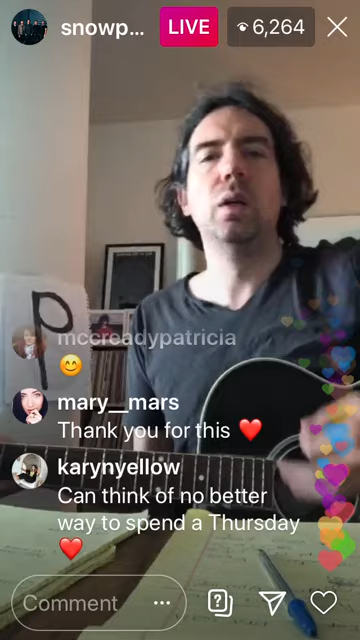 snowp...
LIVE
6,264
P
mccreadypatricia
😊
mary__mars
Thank you for this ❤️
karynyellow
Can think of no better
way to spend a Thursday
❤️
Comment